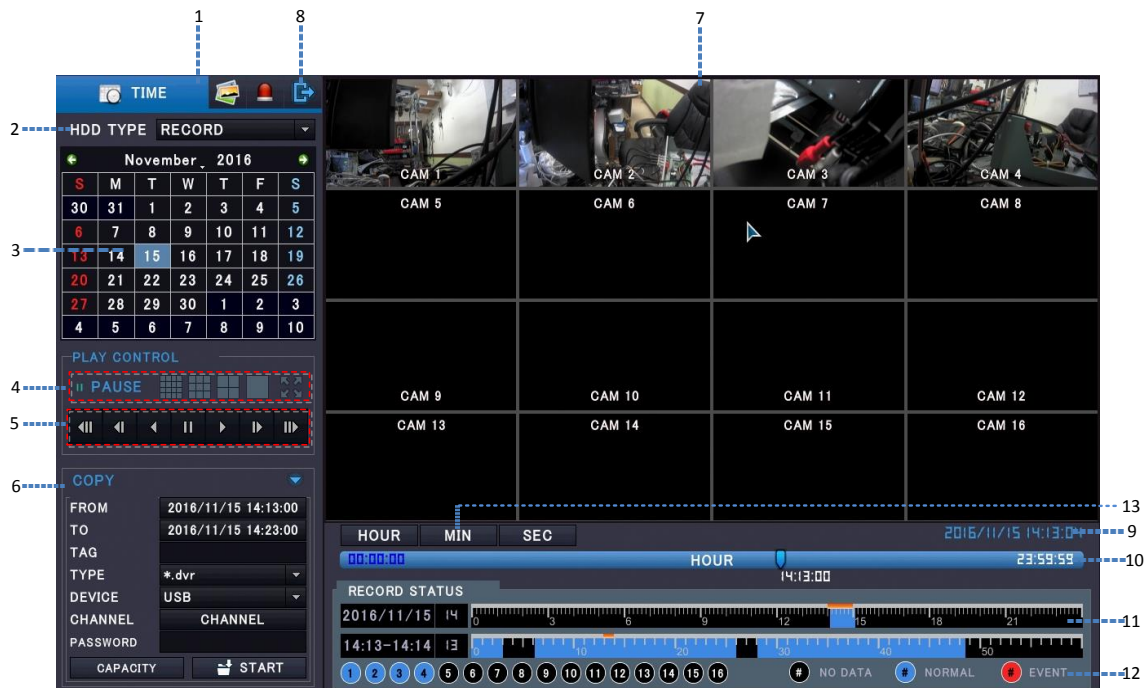 1 8 7
TIME
2 HDD TYPE RECORD
November 2016
S M T W T F S
30 31 1 2 3 4 5
6 7 8 9 10 11 12
3 13 14 15 16 17 18 19
20 21 22 23 24 25 26
27 28 29 30 1 2 3
4 5 6 7 8 9 10
PLAY CONTROL
4 PAUSE
5
6 COPY
FROM 2016/11/15 14:13:00
TO 2016/11/15 14:23:00
TAG
TYPE *.dvr
DEVICE USB
CHANNEL CHANNEL
PASSWORD
CAPACITY START
CAM 1 CAM 2 CAM 3 CAM 4
CAM 5 CAM 6 CAM 7 CAM 8
CAM 9 CAM 10 CAM 11 CAM 12
CAM 13 CAM 14 CAM 15 CAM 16
13
HOUR MIN SEC 2016/11/15 14:13:04 9
00:00:00 HOUR 23:59:59 10
14:13:00
RECORD STATUS
2016/11/15 14 0 3 6 9 12 15 18 21 11
14:13-14:14 13 0 10 20 30 40 50
1 2 3 4 5 6 7 8 9 10 11 12 13 14 15 16 # NO DATA # NORMAL # EVENT 12